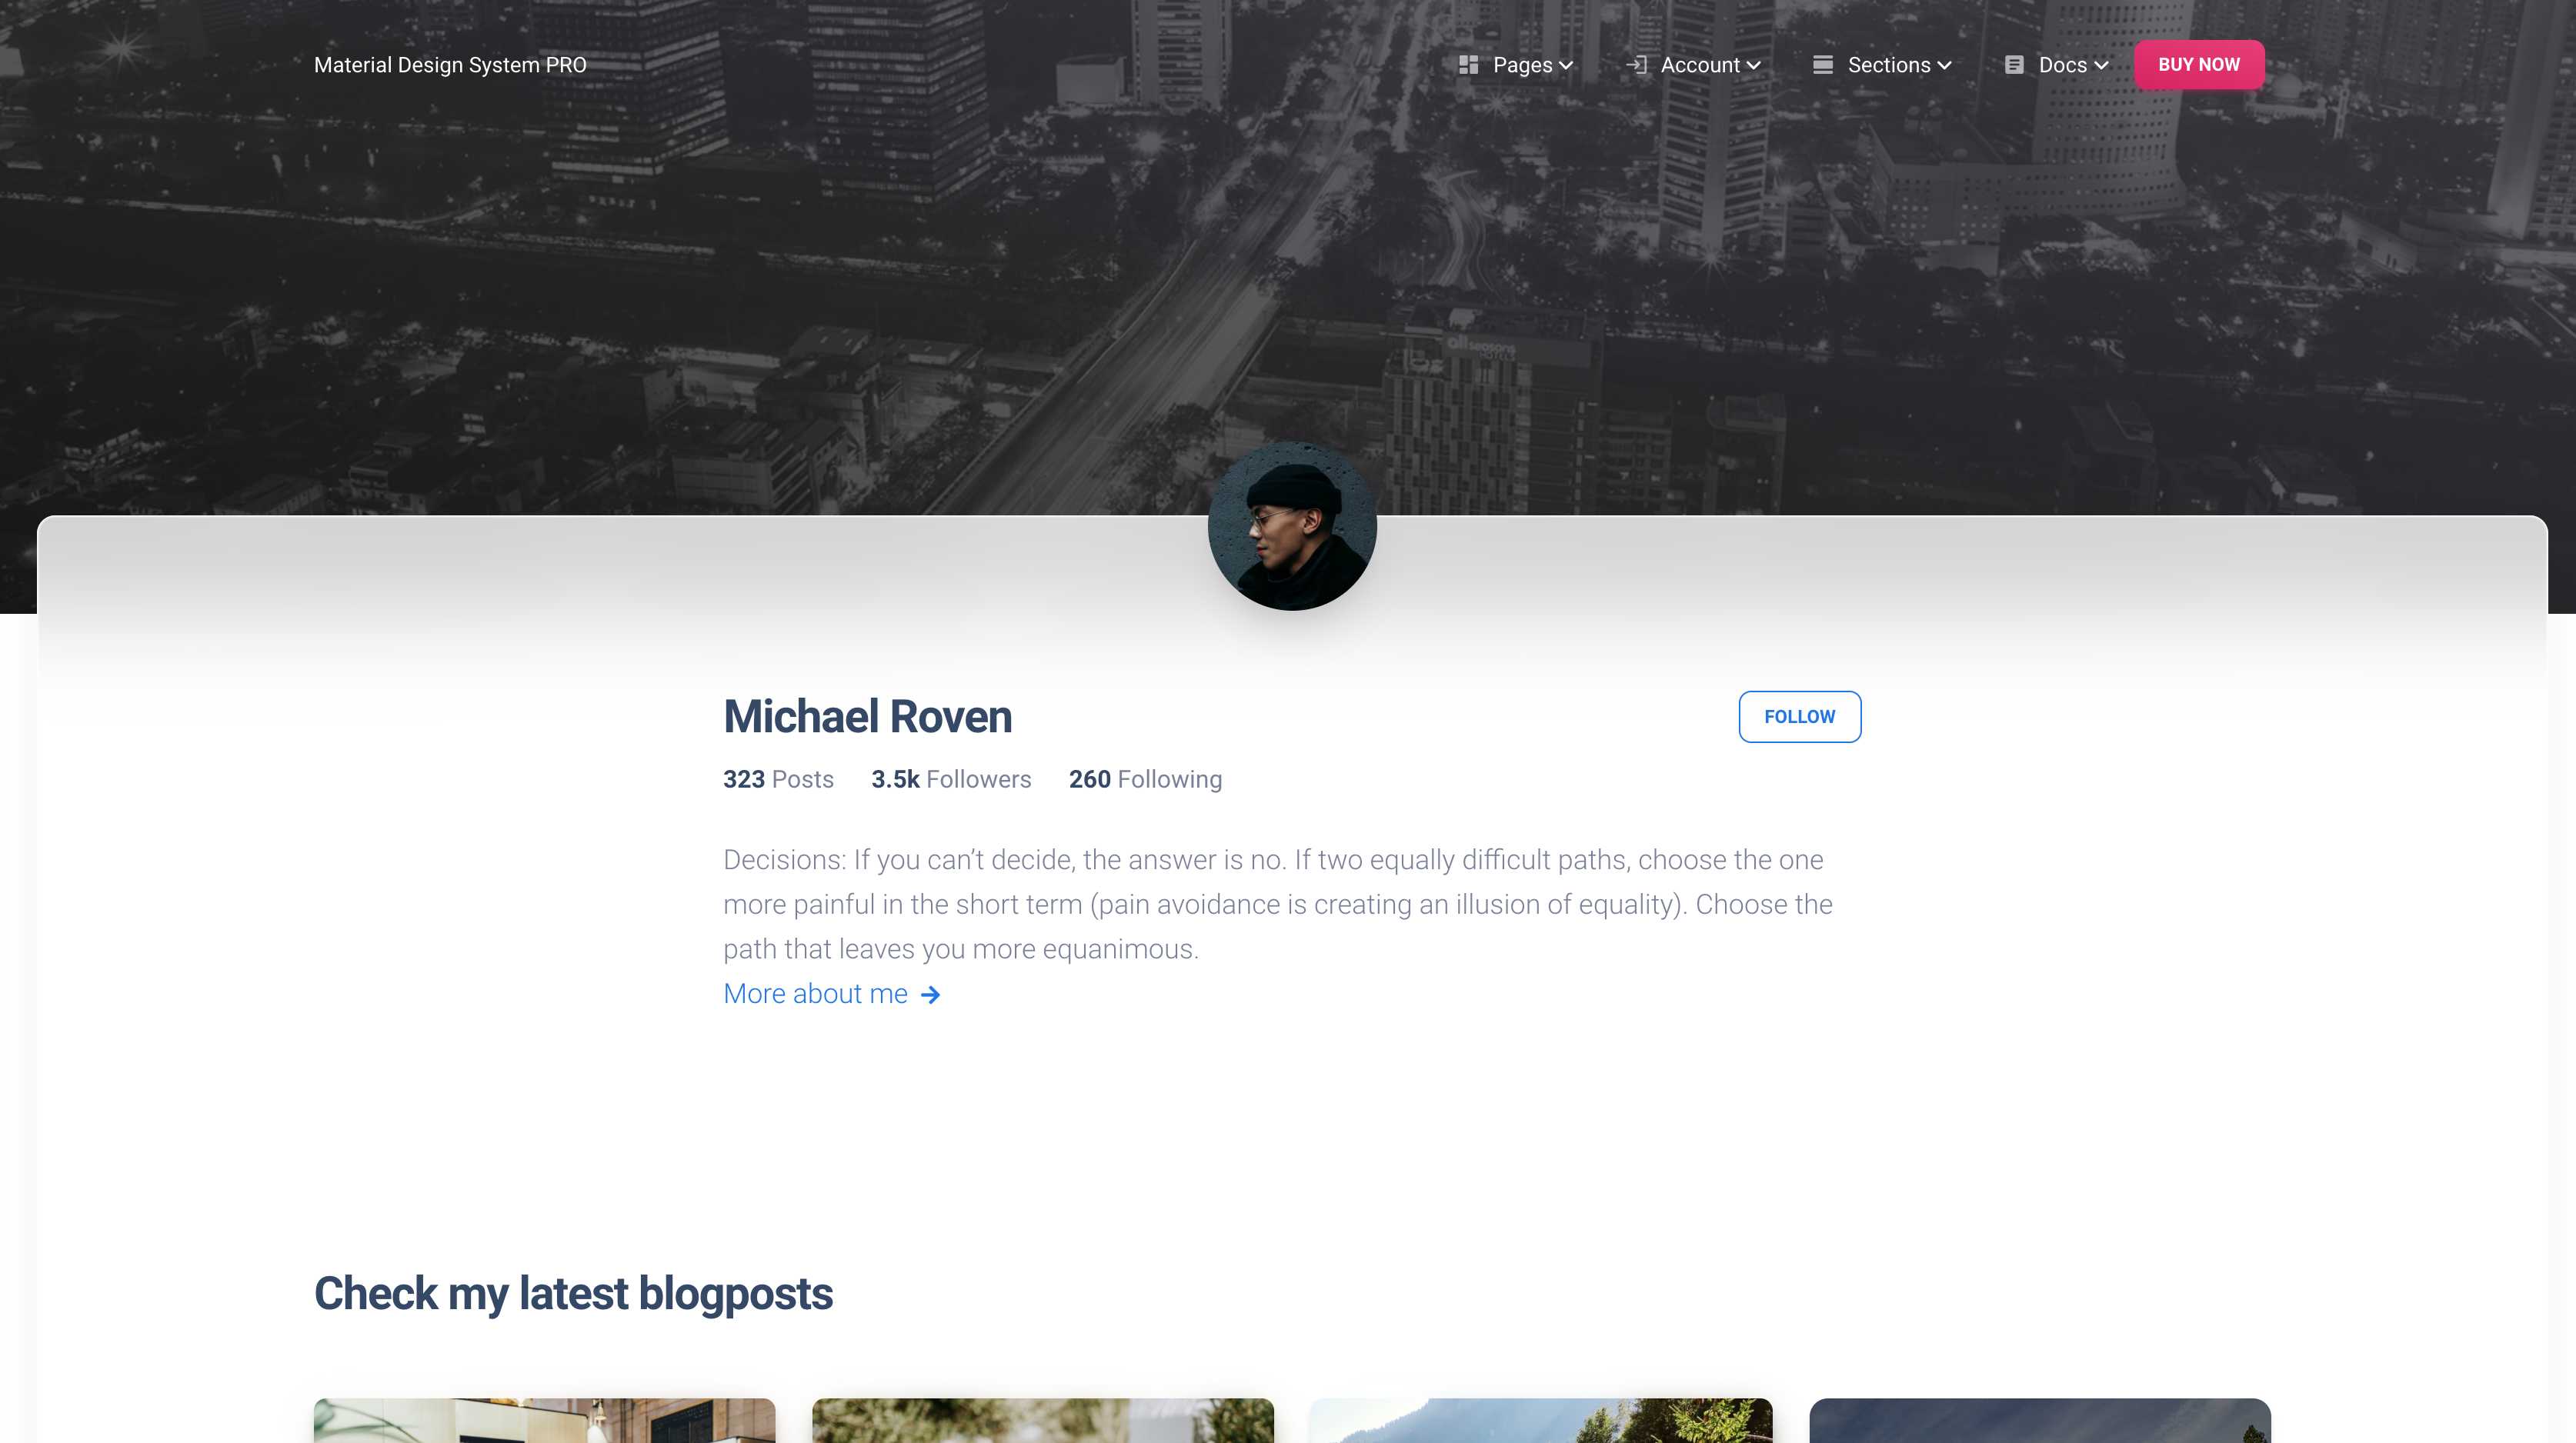 Material Design System PRO
Pages
Account
Sections
Docs
BUY NOW
all seasons
HOTELS
Michael Roven
FOLLOW
323 Posts 3.5k Followers 260 Following
Decisions: If you can’t decide, the answer is no. If two equally difficult paths, choose the one
more painful in the short term (pain avoidance is creating an illusion of equality). Choose the
path that leaves you more equanimous.
More about me
Check my latest blogposts